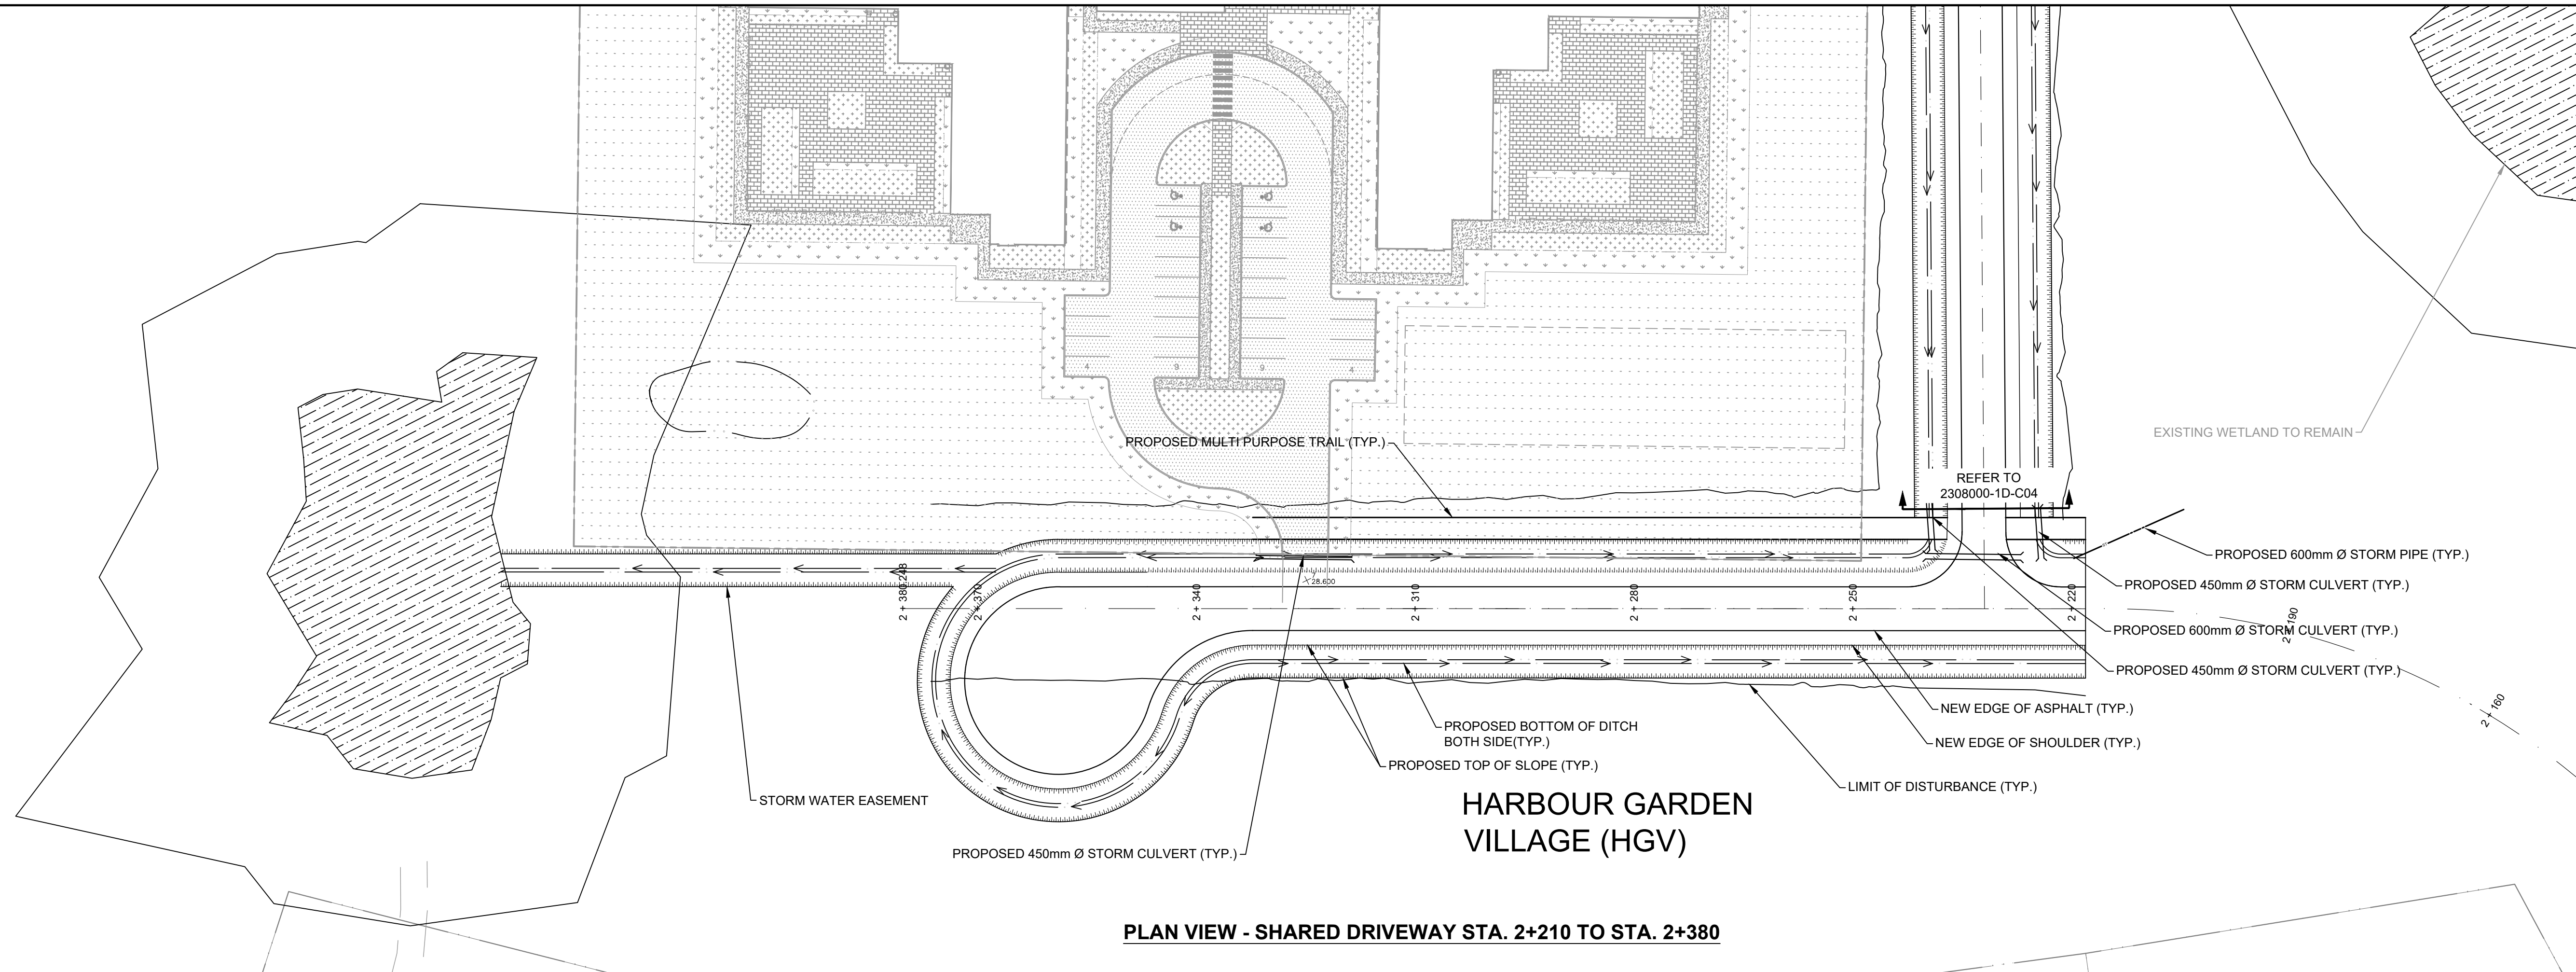 4
9
9
4
PROPOSED MULTI PURPOSE TRAIL (TYP.)
EXISTING WETLAND TO REMAIN
REFER TO
2308000-1D-C04
PROPOSED 600mm Ø STORM PIPE (TYP.)
PROPOSED 450mm Ø STORM CULVERT (TYP.)
PROPOSED 600mm Ø STORM CULVERT (TYP.)
PROPOSED 450mm Ø STORM CULVERT (TYP.)
28.600
2 + 380.248
2 + 370
2 + 340
2 + 310
2 + 280
2 + 250
2 + 220
2 + 190
2 + 160
NEW EDGE OF ASPHALT (TYP.)
PROPOSED BOTTOM OF DITCH
BOTH SIDE(TYP.)
NEW EDGE OF SHOULDER (TYP.)
PROPOSED TOP OF SLOPE (TYP.)
LIMIT OF DISTURBANCE (TYP.)
STORM WATER EASEMENT
HARBOUR GARDEN
VILLAGE (HGV)
PROPOSED 450mm Ø STORM CULVERT (TYP.)
PLAN VIEW - SHARED DRIVEWAY STA. 2+210 TO STA. 2+380